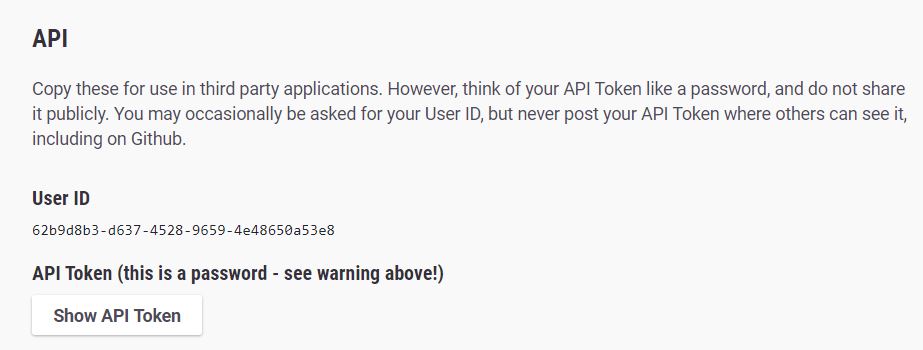 API
Copy these for use in third party applications. However, think of your API Token like a password, and do not share
it publicly. You may occasionally be asked for your User ID, but never post your API Token where others can see it,
including on Github.
User ID
62b9d8b3-d637-4528-9659-4e48650a53e8
API Token (this is a password - see warning above!)
Show API Token